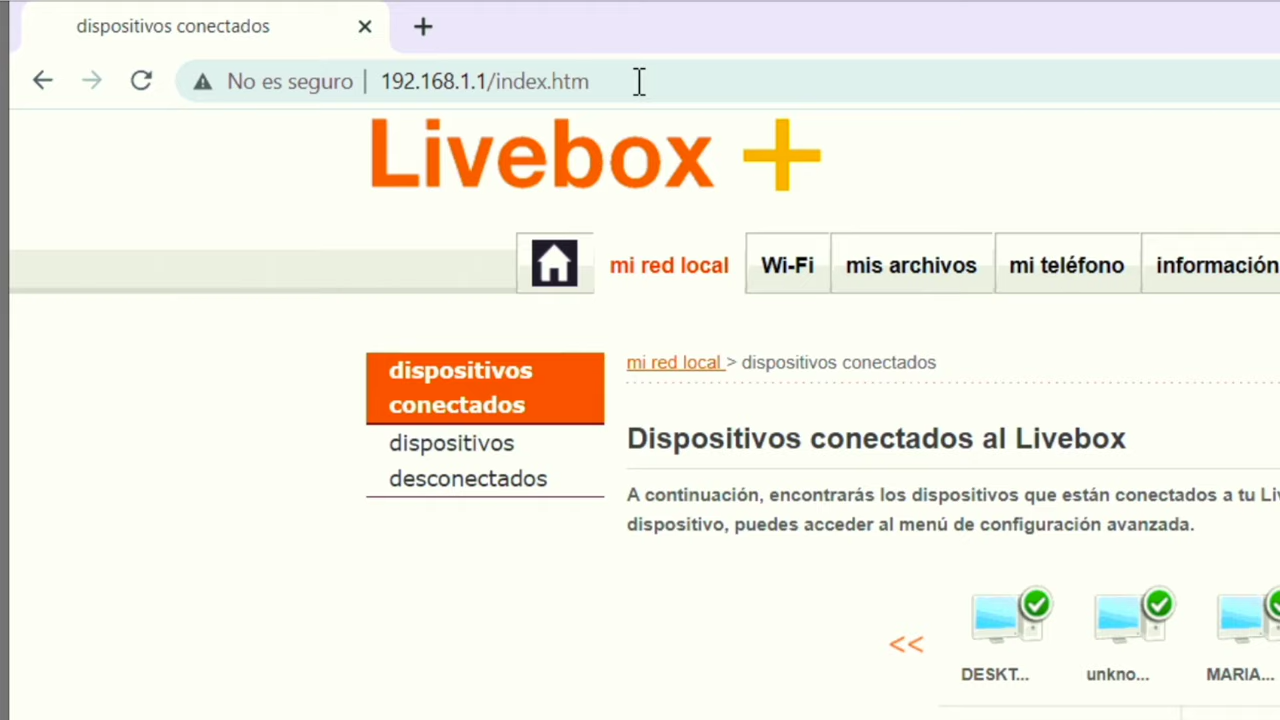 dispositivos conectados
No es seguro | 192.168.1.1/index.htm
Livebox +
mi red local
Wi-Fi
mis archivos
mi teléfono
información
dispositivos
conectados
dispositivos
desconectados
mi red local > dispositivos conectados
Dispositivos conectados al Livebox
A continuación, encontrarás los dispositivos que están conectados a tu Li
dispositivo, puedes acceder al menú de configuración avanzada.
<<
DESKT...
unkno...
MARIA...